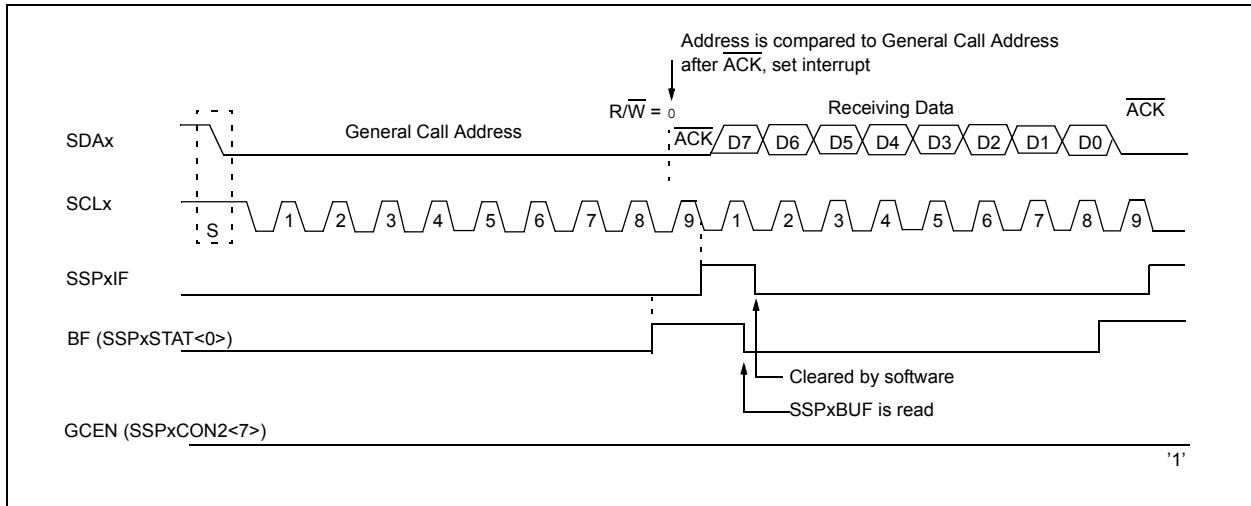 Address is compared to General Call Address
after ACK, set interrupt
R/W = 0
Receiving Data
ACK
SDAx
General Call Address
ACK D7 D6 D5 D4 D3 D2 D1 D0
SCLx
S
1 2 3 4 5 6 7 8 9 1 2 3 4 5 6 7 8 9
SSPxIF
BF (SSPxSTAT<0>)
Cleared by software
SSPxBUF is read
GCEN (SSPxCON2<7>)
'1'